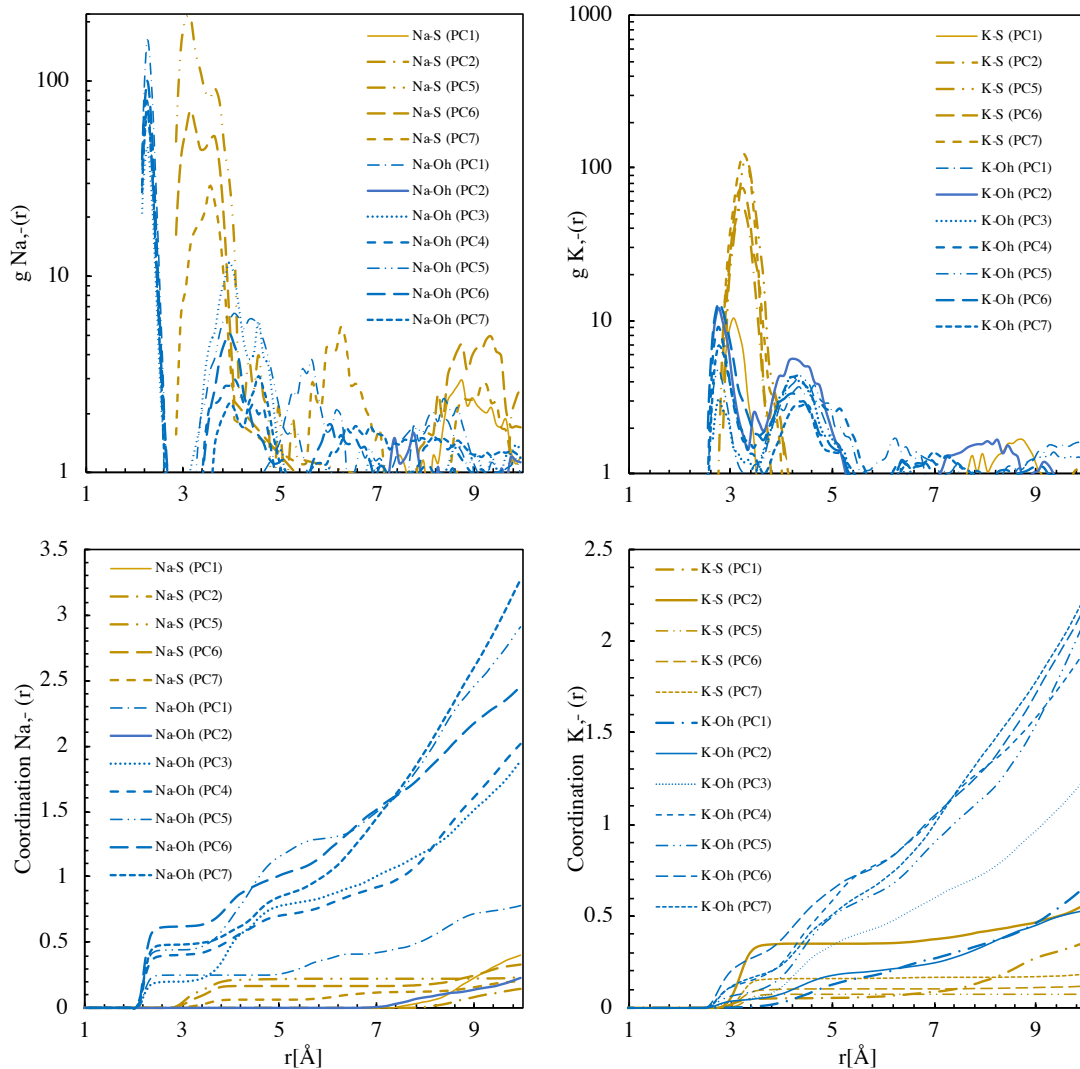 g Na,-(r)
100
10
1
1
3
5
7
9
Na-S (PC1)
Na-S (PC2)
Na-S (PC5)
Na-S (PC6)
Na-S (PC7)
Na-Oh (PC1)
Na-Oh (PC2)
Na-Oh (PC3)
Na-Oh (PC4)
Na-Oh (PC5)
Na-Oh (PC6)
Na-Oh (PC7)
g K,-(r)
1000
100
10
1
1
3
5
7
9
K-S (PC1)
K-S (PC2)
K-S (PC5)
K-S (PC6)
K-S (PC7)
K-Oh (PC1)
K-Oh (PC2)
K-Oh (PC3)
K-Oh (PC4)
K-Oh (PC5)
K-Oh (PC6)
K-Oh (PC7)
Coordination Na,- (r)
3.5
3
2.5
2
1.5
1
0.5
0
1
3
5
7
9
r[Å]
Na-S (PC1)
Na-S (PC2)
Na-S (PC5)
Na-S (PC6)
Na-S (PC7)
Na-Oh (PC1)
Na-Oh (PC2)
Na-Oh (PC3)
Na-Oh (PC4)
Na-Oh (PC5)
Na-Oh (PC6)
Na-Oh (PC7)
Coordination K,- (r)
2.5
2
1.5
1
0.5
0
1
3
5
7
9
r[Å]
K-S (PC1)
K-S (PC2)
K-S (PC5)
K-S (PC6)
K-S (PC7)
K-Oh (PC1)
K-Oh (PC2)
K-Oh (PC3)
K-Oh (PC4)
K-Oh (PC5)
K-Oh (PC6)
K-Oh (PC7)